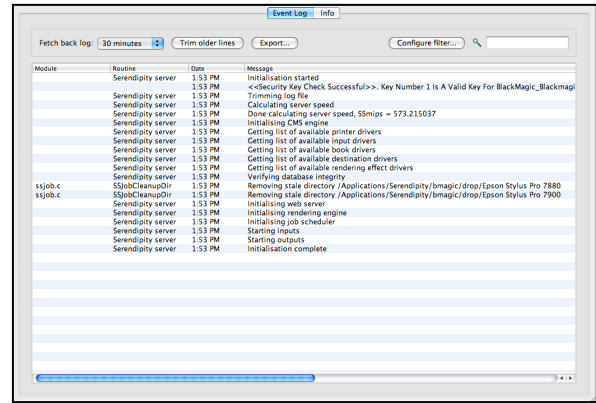 Event Log Info
Fetch back log: 30 minutes Trim older lines Export... Configure filter...
Module Routine Date Message
Serendipity server 1:53 PM Initialisation started
1:53 PM <<Security Key Check Successful>>. Key Number 1 Is A Valid Key For BlackMagic_Blackmagi
Serendipity server 1:53 PM Trimming log file
Serendipity server 1:53 PM Calculating server speed
Serendipity server 1:53 PM Done calculating server speed, SSmips = 573.215037
Serendipity server 1:53 PM Initialising CMS engine
Serendipity server 1:53 PM Getting list of available printer drivers
Serendipity server 1:53 PM Getting list of available input drivers
Serendipity server 1:53 PM Getting list of available book drivers
Serendipity server 1:53 PM Getting list of available destination drivers
Serendipity server 1:53 PM Getting list of available rendering effect drivers
Serendipity server 1:53 PM Verifying database integrity
ssjob.c SSJobCleanupDir 1:53 PM Removing stale directory /Applications/Serendipity/bmagic/drop/Epson Stylus Pro 7880
ssjob.c SSJobCleanupDir 1:53 PM Removing stale directory /Applications/Serendipity/bmagic/drop/Epson Stylus Pro 7900
Serendipity server 1:53 PM Initialising web server
Serendipity server 1:53 PM Initialising rendering engine
Serendipity server 1:53 PM Initialising job scheduler
Serendipity server 1:53 PM Starting inputs
Serendipity server 1:53 PM Starting outputs
Serendipity server 1:53 PM Initialisation complete